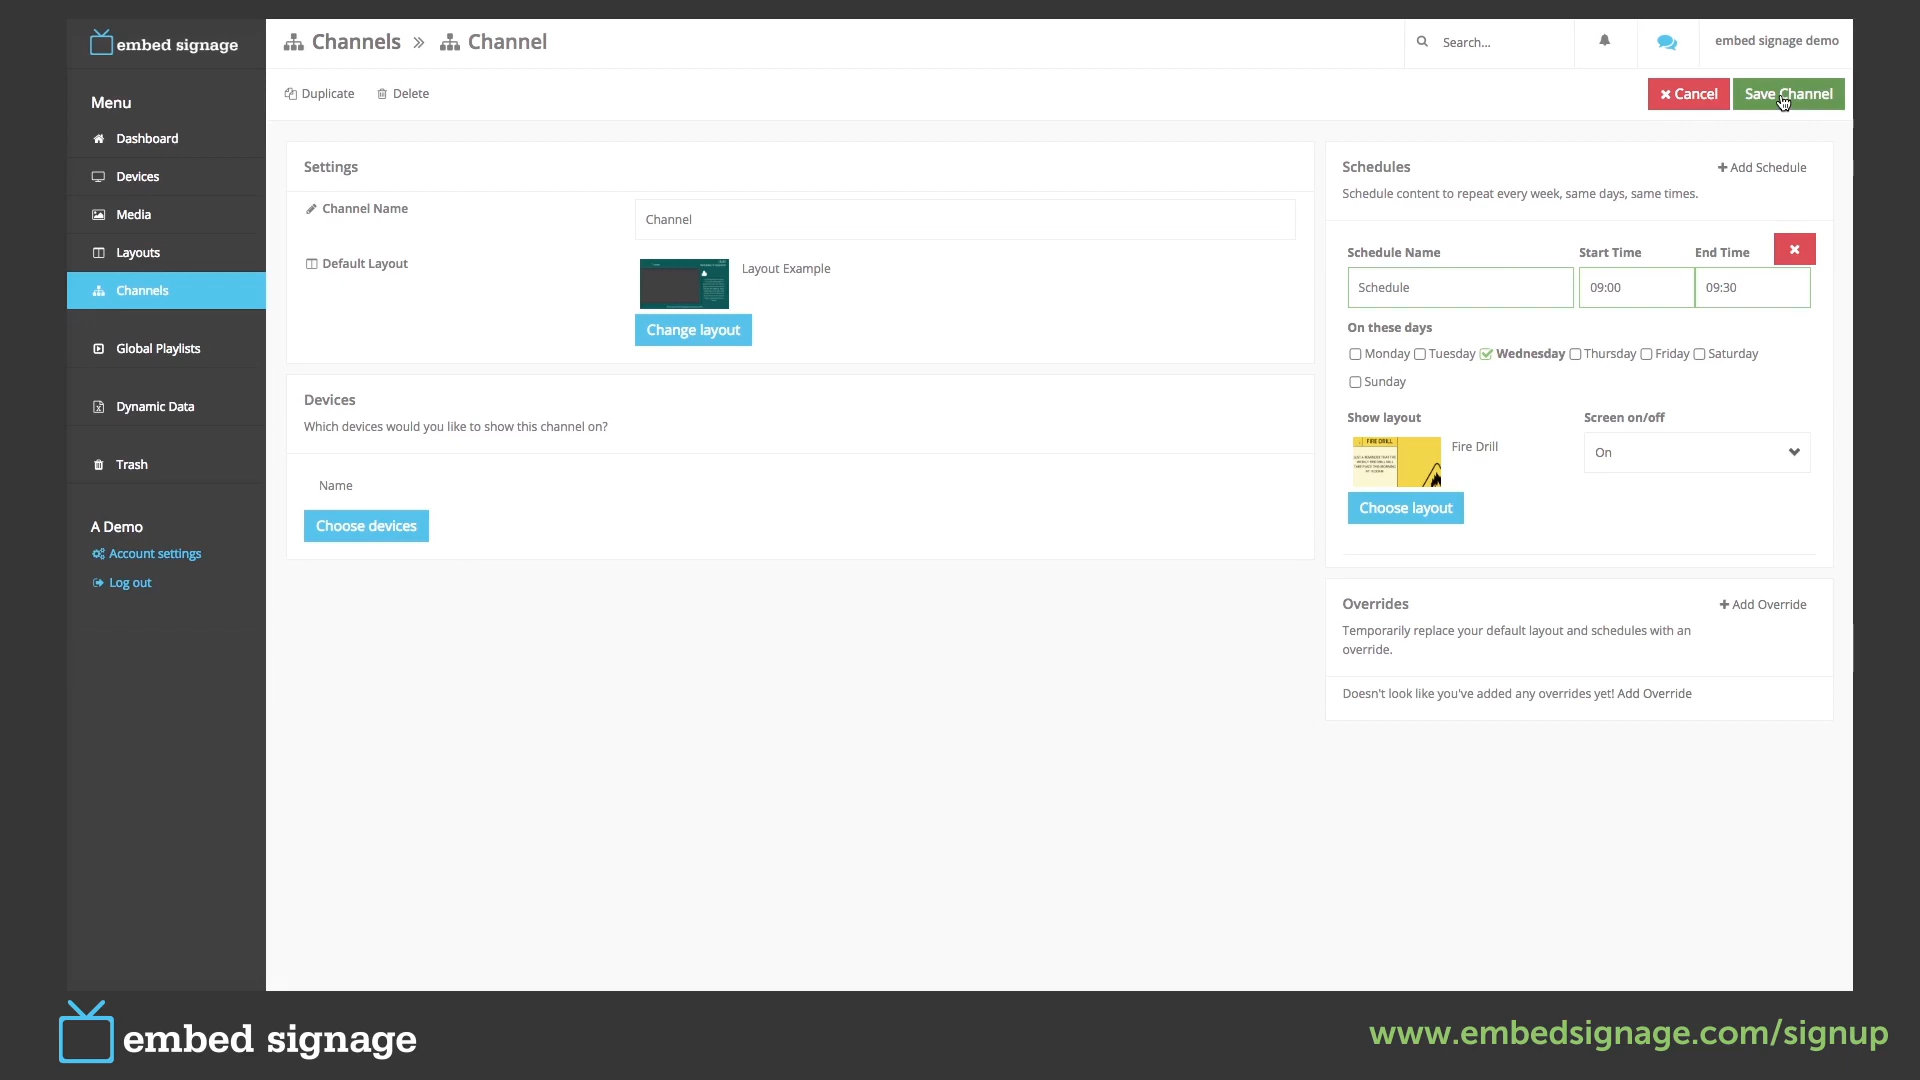 embed signage
Channels » Channel
Search...
embed signage demo
Duplicate
Delete
Cancel
Save Channel
Menu
Dashboard
Devices
Media
Layouts
Channels
Global Playlists
Dynamic Data
Trash
A Demo
Account settings
Log out
Settings
Channel Name
Channel
Default Layout
Layout Example
Change layout
Devices
Which devices would you like to show this channel on?
Name
Choose devices
Schedules
+ Add Schedule
Schedule content to repeat every week, same days, same times.
Schedule Name
Start Time
End Time
Schedule
09:00
09:30
On these days
Monday Tuesday Wednesday Thursday Friday Saturday
Sunday
Show layout
Screen on/off
FIRE DRILL
Fire Drill
On
Choose layout
Overrides
+ Add Override
Temporarily replace your default layout and schedules with an
override.
Doesn't look like you've added any overrides yet! Add Override
embed signage
www.embedsignage.com/signup